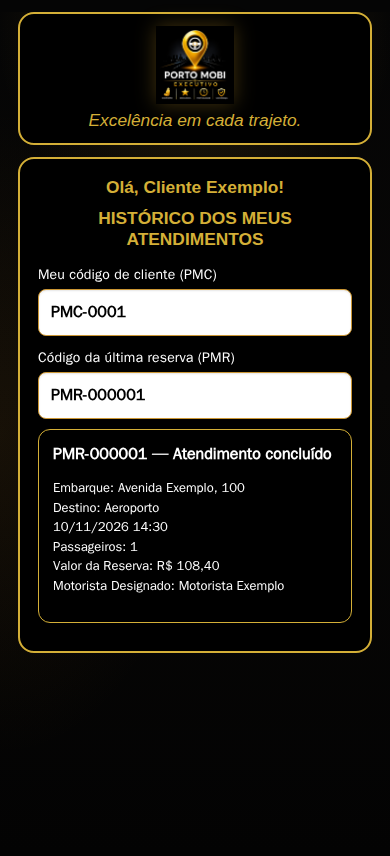 PORTO MOBI
EXECUTIVO
Excelência em cada trajeto.
Olá, Cliente Exemplo!
HISTÓRICO DOS MEUS
ATENDIMENTOS
Meu código de cliente (PMC)
PMC-0001
Código da última reserva (PMR)
PMR-000001
PMR-000001 — Atendimento concluído
Embarque: Avenida Exemplo, 100
Destino: Aeroporto
10/11/2026 14:30
Passageiros: 1
Valor da Reserva: R$ 108,40
Motorista Designado: Motorista Exemplo